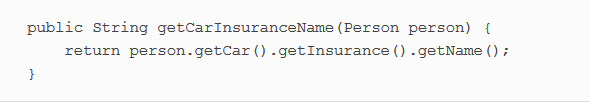 public String getCarInsuranceName(Person person) {
    return person.getCar().getInsurance().getName();
}